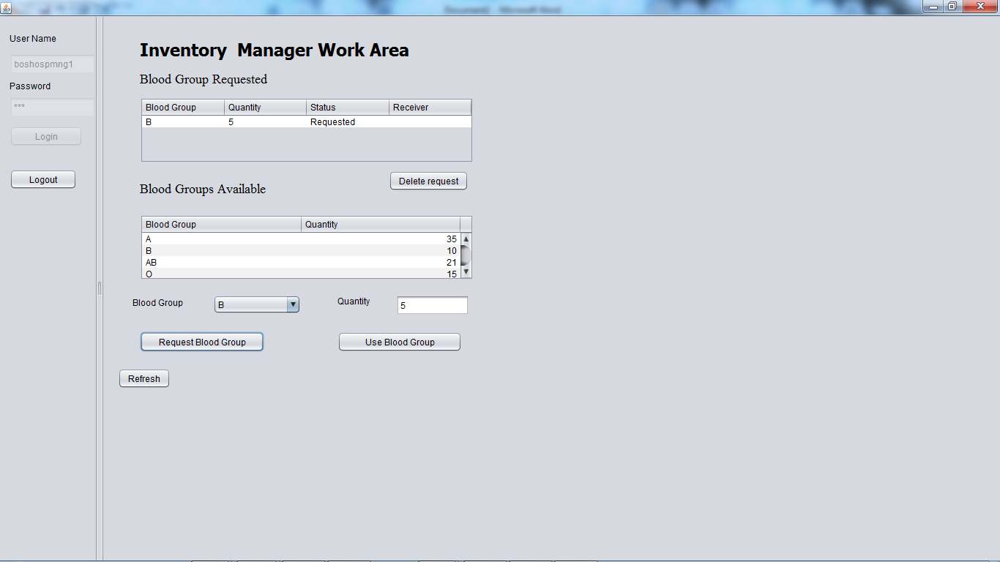 Document2 - Microsoft Word
User Name
boshospmng1
Password
***
Login
Logout
Inventory Manager Work Area
Blood Group Requested
Blood Group Quantity Status Receiver
B 5 Requested
Delete request
Blood Groups Available
Blood Group Quantity
A 35
B 10
AB 21
O 15
Blood Group B Quantity 5
Request Blood Group Use Blood Group
Refresh